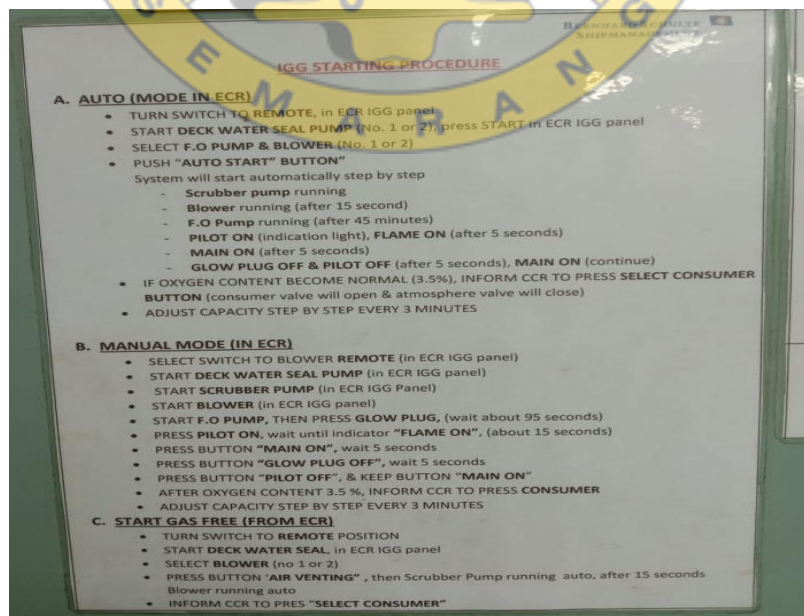 BERNHARD SCHULTE
SHIPMANAGEMENT
SEMARANG
IGG STARTING PROCEDURE
A. AUTO (MODE IN ECR)
• TURN SWITCH TO REMOTE, in ECR IGG panel
• START DECK WATER SEAL PUMP (No. 1 or 2), press START in ECR IGG panel
• SELECT F.O PUMP & BLOWER (No. 1 or 2)
• PUSH "AUTO START" BUTTON"
System will start automatically step by step
- Scrubber pump running
- Blower running (after 15 second)
- F.O Pump running (after 45 minutes)
- PILOT ON (indication light), FLAME ON (after 5 seconds)
- MAIN ON (after 5 seconds)
- GLOW PLUG OFF & PILOT OFF (after 5 seconds), MAIN ON (continue)
• IF OXYGEN CONTENT BECOME NORMAL (3.5%), INFORM CCR TO PRESS SELECT CONSUMER
BUTTON (consumer valve will open & atmosphere valve will close)
• ADJUST CAPACITY STEP BY STEP EVERY 3 MINUTES
B. MANUAL MODE (IN ECR)
• SELECT SWITCH TO BLOWER REMOTE (in ECR IGG panel)
• START DECK WATER SEAL PUMP (in ECR IGG panel)
• START SCRUBBER PUMP (in ECR IGG Panel)
• START BLOWER (in ECR IGG panel)
• START F.O PUMP, THEN PRESS GLOW PLUG, (wait about 95 seconds)
• PRESS PILOT ON, wait until indicator "FLAME ON", (about 15 seconds)
• PRESS BUTTON "MAIN ON", wait 5 seconds
• PRESS BUTTON "GLOW PLUG OFF", wait 5 seconds
• PRESS BUTTON "PILOT OFF", & KEEP BUTTON "MAIN ON"
• AFTER OXYGEN CONTENT 3.5 %, INFORM CCR TO PRESS CONSUMER
• ADJUST CAPACITY STEP BY STEP EVERY 3 MINUTES
C. START GAS FREE (FROM ECR)
• TURN SWITCH TO REMOTE POSITION
• START DECK WATER SEAL, in ECR IGG panel
• SELECT BLOWER (no 1 or 2)
• PRESS BUTTON 'AIR VENTING" , then Scrubber Pump running auto, after 15 seconds
Blower running auto
• INFORM CCR TO PRES "SELECT CONSUMER"